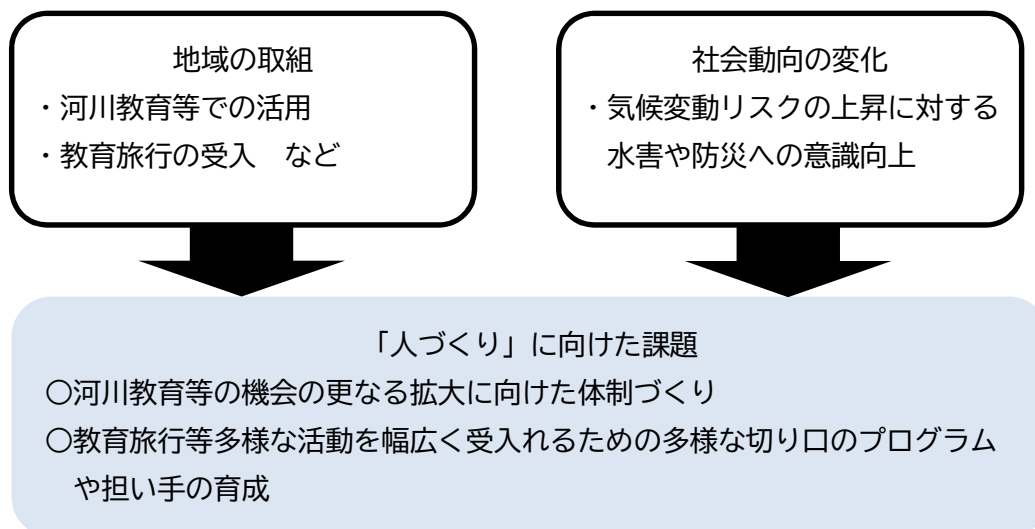 地域の取組
・河川教育等での活用
・教育旅行の受入　など
社会動向の変化
・気候変動リスクの上昇に対する
水害や防災への意識向上
「人づくり」に向けた課題
〇河川教育等の機会の更なる拡大に向けた体制づくり
〇教育旅行等多様な活動を幅広く受入れるための多様な切り口のプログラム
や担い手の育成